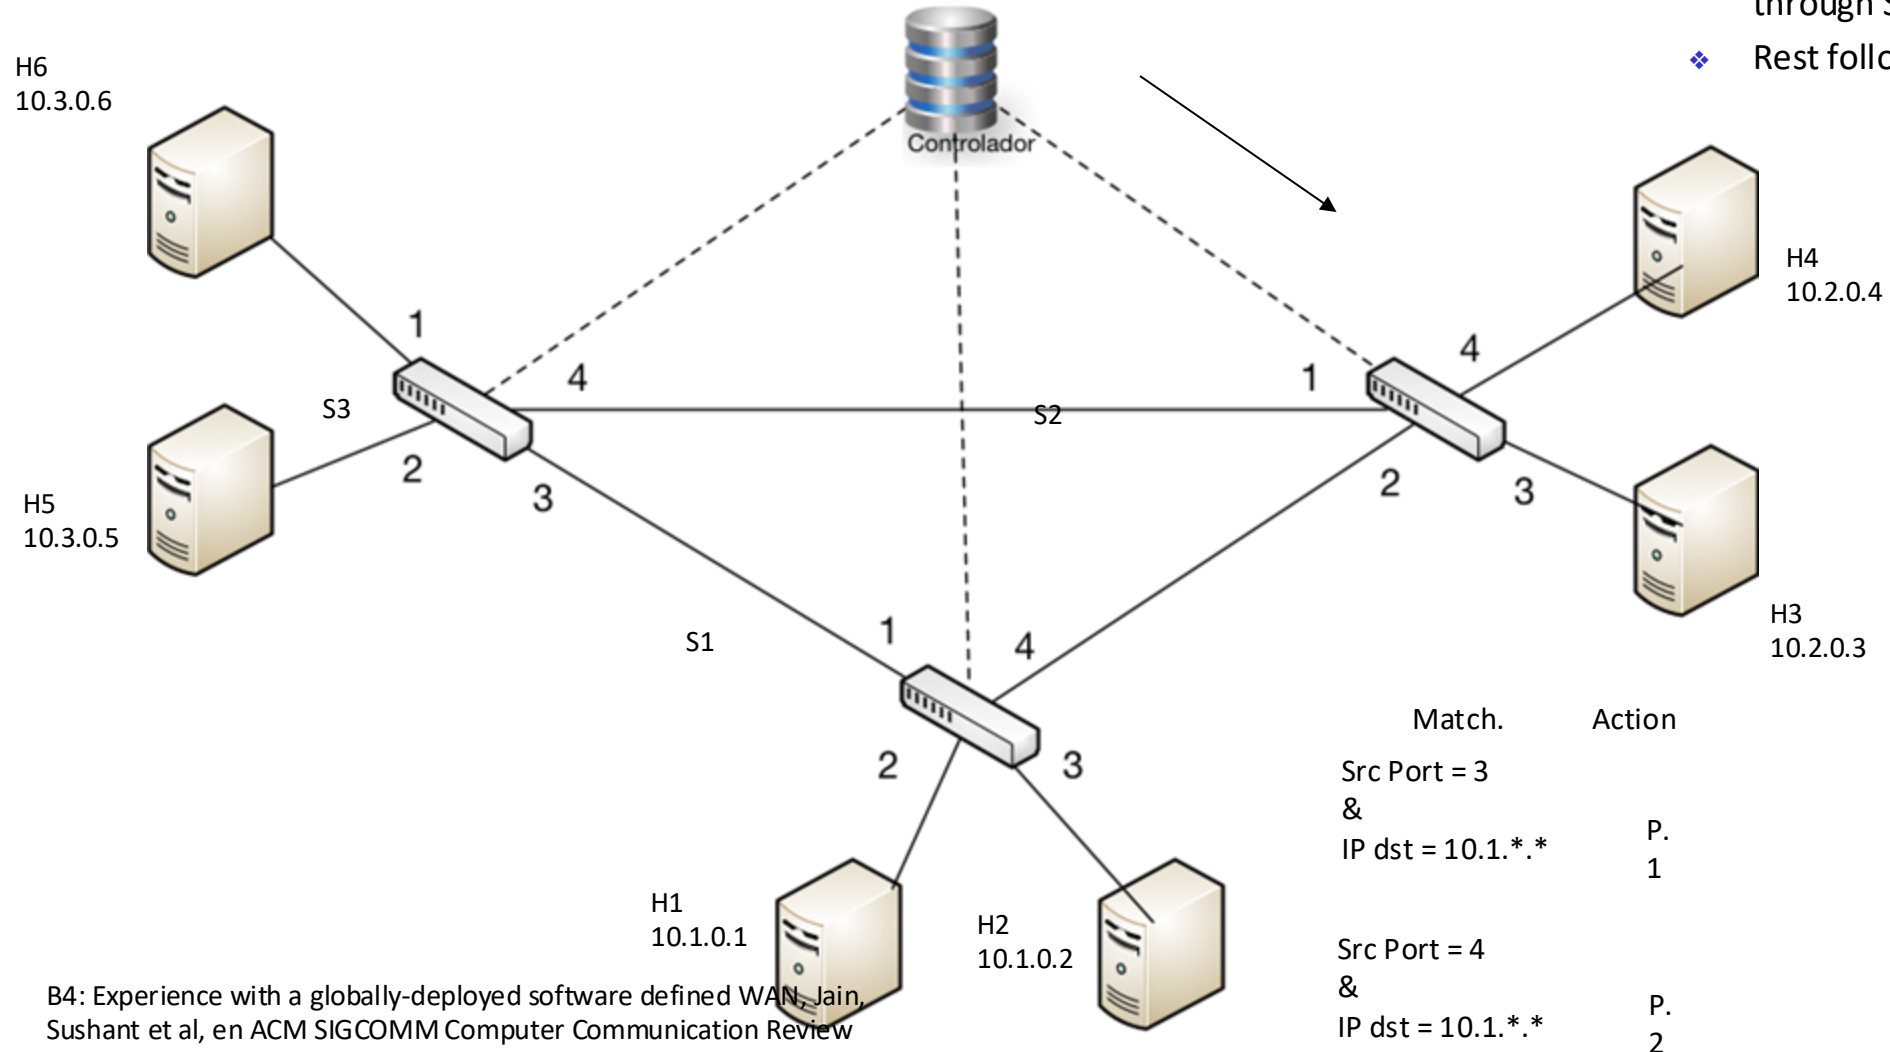 through S
Rest follo
H6
10.3.0.6
Controlador
H4
10.2.0.4
1
4
4
1
S3
S2
2
3
2
3
H5
10.3.0.5
H3
10.2.0.3
S1
1
4
2
3
Match. Action
Src Port = 3
&
IP dst = 10.1.*.*
P.
1
H1
10.1.0.1
H2
10.1.0.2
Src Port = 4
&
IP dst = 10.1.*.*
P.
2
B4: Experience with a globally-deployed software defined WAN, Jain,
Sushant et al, en ACM SIGCOMM Computer Communication Review